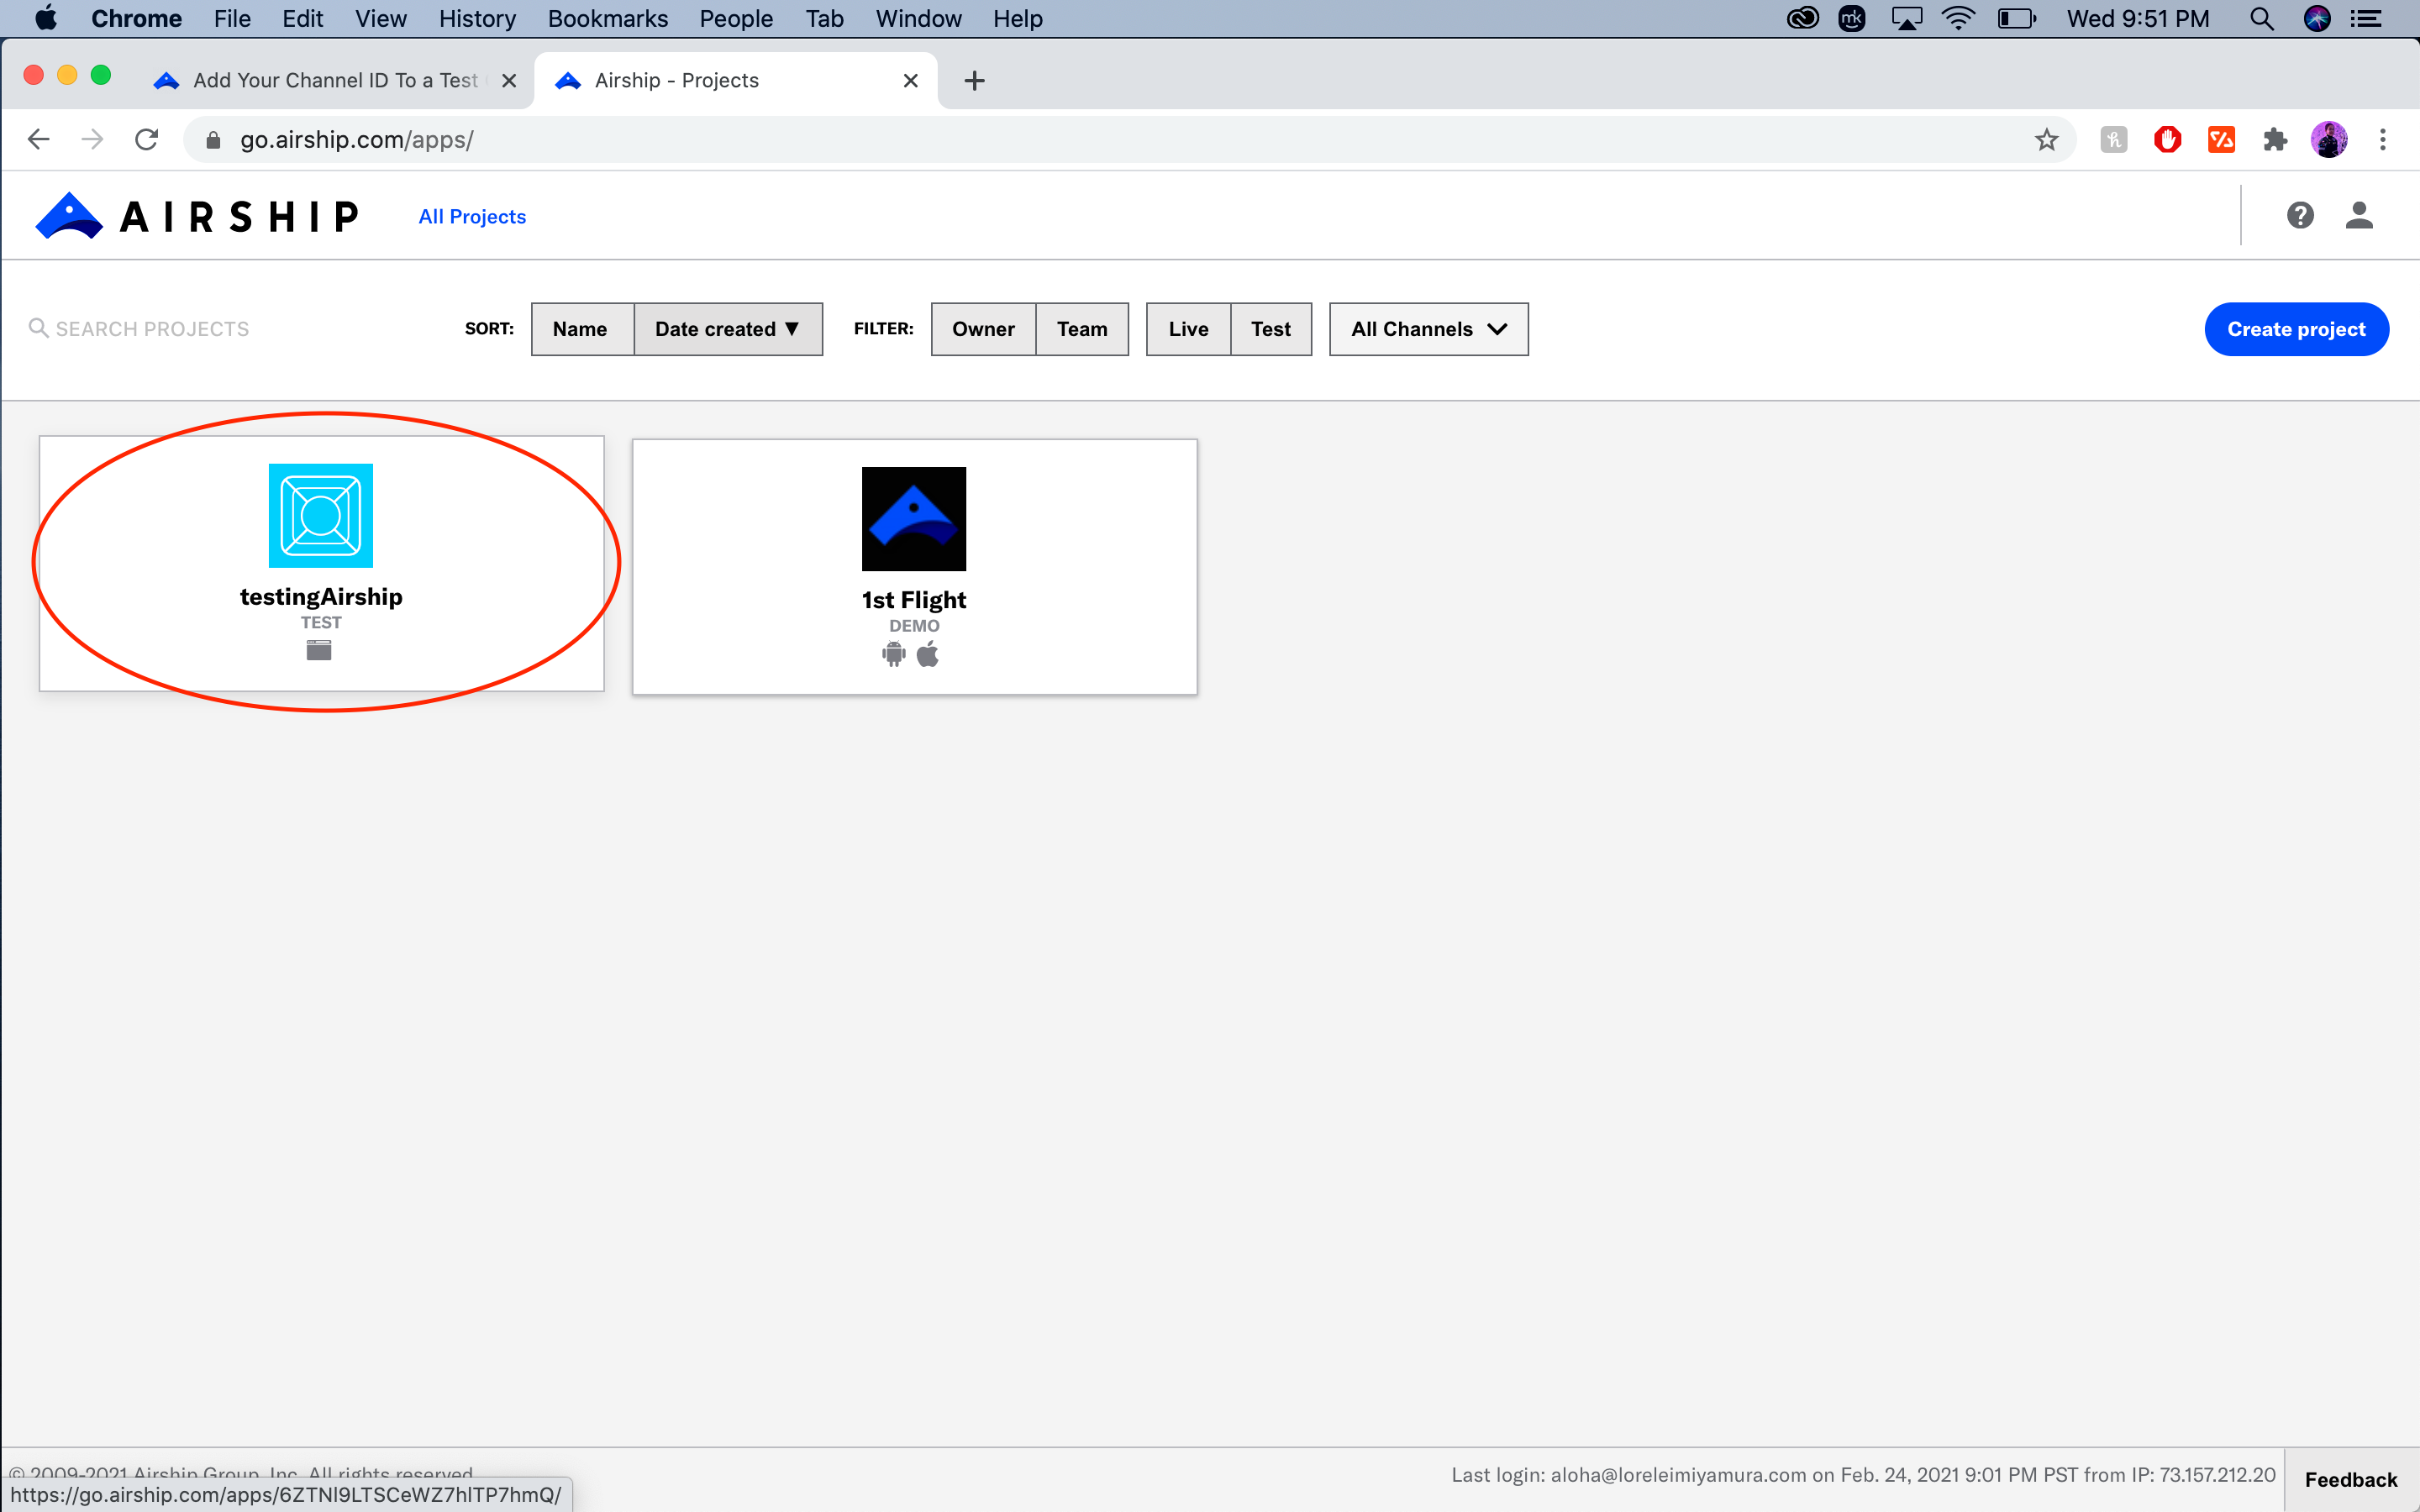 Chrome File Edit View History Bookmarks People Tab Window Help mk Wed 9:51 PM
Add Your Channel ID To a Test Airship - Projects
go.airship.com/apps/
AIRSHIP All Projects
SEARCH PROJECTS SORT: Name Date created ▼ FILTER: Owner Team Live Test All Channels Create project
testingAirship
TEST
1st Flight
DEMO
© 2009-2021 Airship Group, Inc. All rights reserved
Last login: aloha@loreleimiyamura.com on Feb. 24, 2021 9:01 PM PST from IP: 73.157.212.20 Feedback
https://go.airship.com/apps/6ZTNI9LTSCeWZ7hlTP7hmQ/